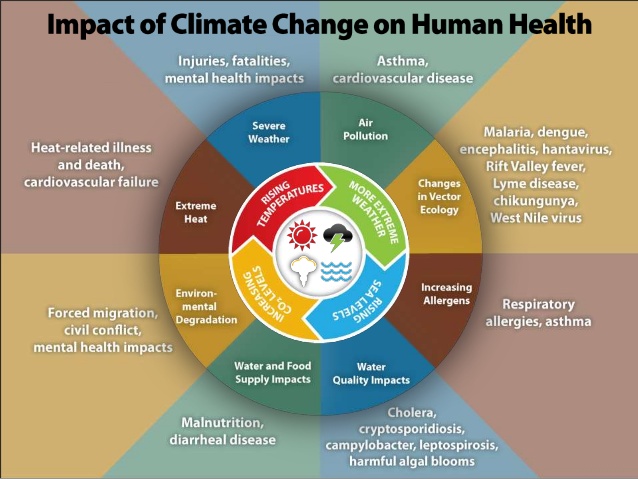 Impact of Climate Change on Human Health
Injuries, fatalities,
mental health impacts
Asthma,
cardiovascular disease
Severe
Weather
Air
Pollution
Heat-related illness
and death,
cardiovascular failure
Malaria, dengue,
encephalitis, hantavirus,
Rift Valley fever,
Lyme disease,
chikungunya,
West Nile virus
Extreme
Heat
RISING
TEMPERATURES
MORE EXTREME
WEATHER
Changes
in Vector
Ecology
Environ-
mental
Degradation
INCREASING
CO₂ LEVELS
RISING
SEA LEVELS
Increasing
Allergens
Forced migration,
civil conflict,
mental health impacts
Respiratory
allergies, asthma
Water and Food
Supply Impacts
Water
Quality Impacts
Malnutrition,
diarrheal disease
Cholera,
cryptosporidiosis,
campylobacter, leptospirosis,
harmful algal blooms